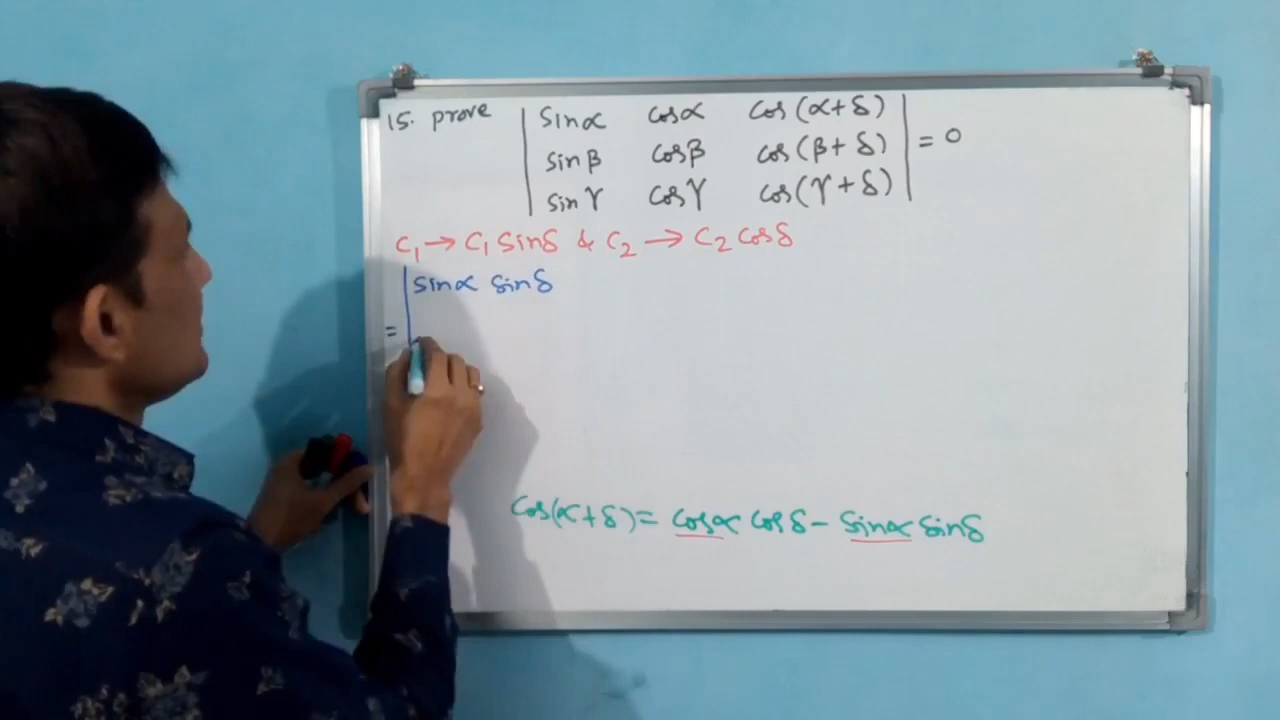 15. prove | sinα cosα cos(α+δ) |
| sinβ cosβ cos(β+δ) | = 0
| sinγ cosγ cos(γ+δ) |
C₁ → C₁ sinδ & C₂ → C₂ cosδ
= | sinα sinδ
cos(α+δ) = cosα cosδ - sinα sinδ